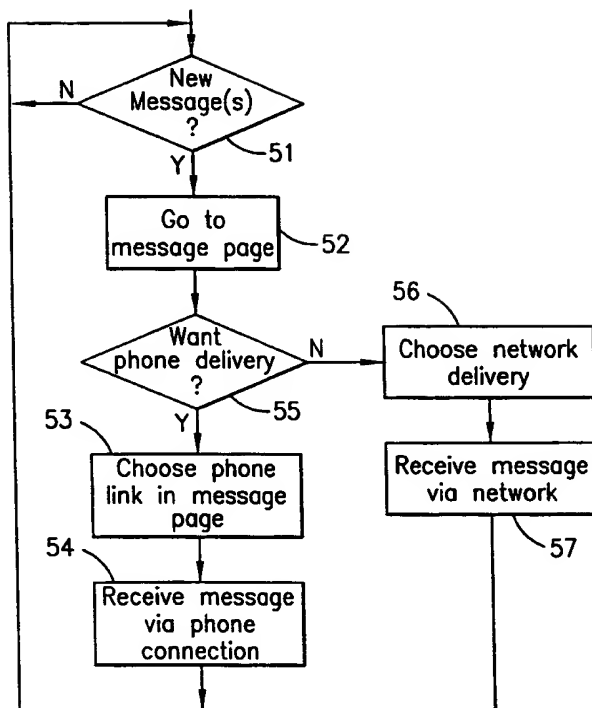 New
Message(s)
?
N
51
Y
Go to
message page
52
Want
phone delivery
?
N
55
Y
56
Choose network
delivery
53
Choose phone
link in message
page
Receive message
via network
57
54
Receive message
via phone
connection